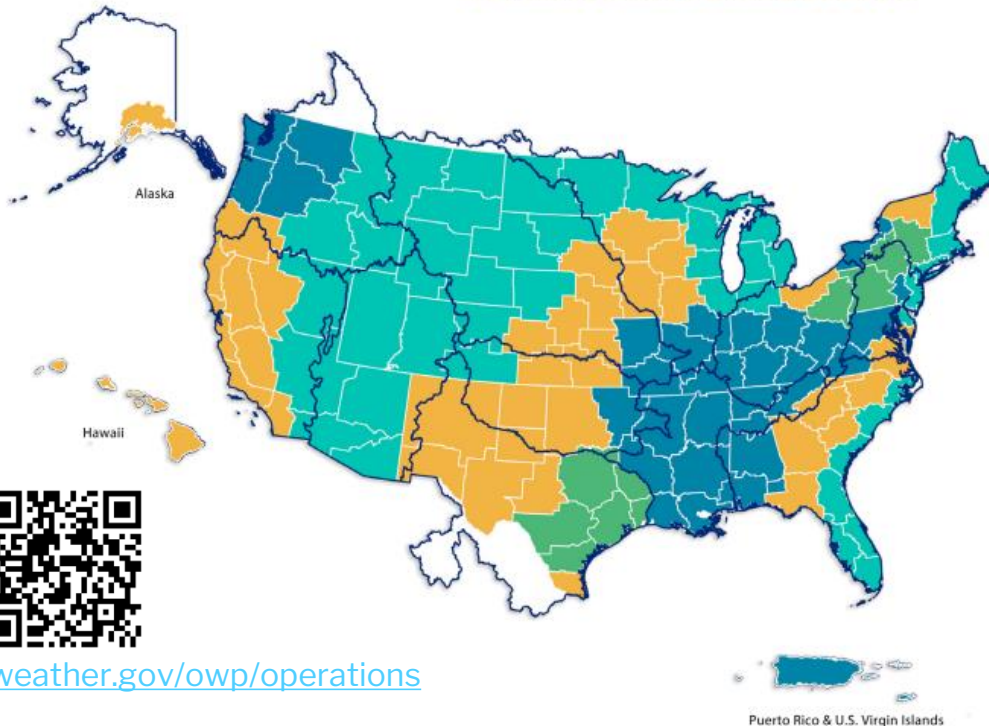 Alaska
Hawaii
weather.gov/owp/operations
Puerto Rico & U.S. Virgin Islands